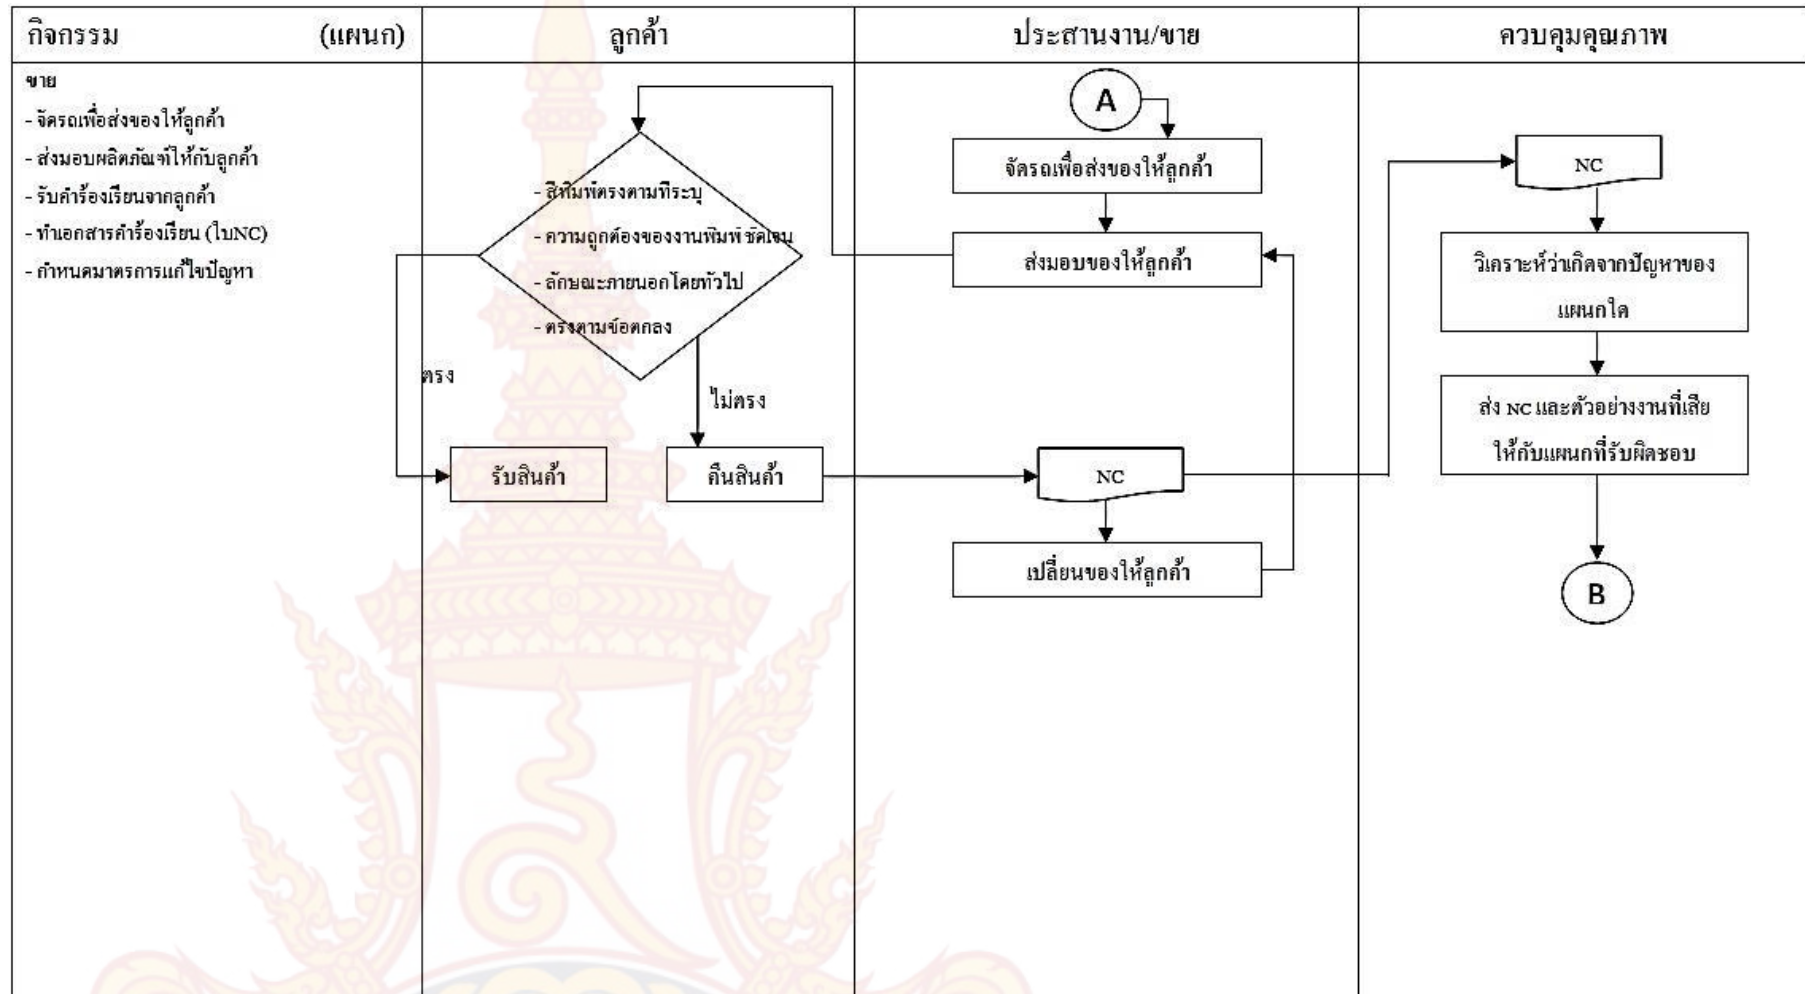 กิจกรรม (แผนก)
ลูกค้า
ประสานงาน/ขาย
ควบคุมคุณภาพ
ขาย
- จัดรถเพื่อส่งของให้ลูกค้า
- ส่งมอบผลิตภัณฑ์ให้กับลูกค้า
- รับคำร้องเรียนจากลูกค้า
- ทำเอกสารคำร้องเรียน (ใบNC)
- กำหนดมาตรการแก้ไขปัญหา
- สีพิมพ์ตรงตามที่ระบุ
- ความถูกต้องของงานพิมพ์ ชัดเจน
- ลักษณะภายนอกโดยทั่วไป
- ตรงตามข้อตกลง
ตรง
ไม่ตรง
รับสินค้า
คืนสินค้า
A
จัดรถเพื่อส่งของให้ลูกค้า
ส่งมอบของให้ลูกค้า
NC
เปลี่ยนของให้ลูกค้า
NC
วิเคราะห์ว่าเกิดจากปัญหาของ
แผนกใด
ส่ง NC และตัวอย่างงานที่เสีย
ให้กับแผนกที่รับผิดชอบ
B